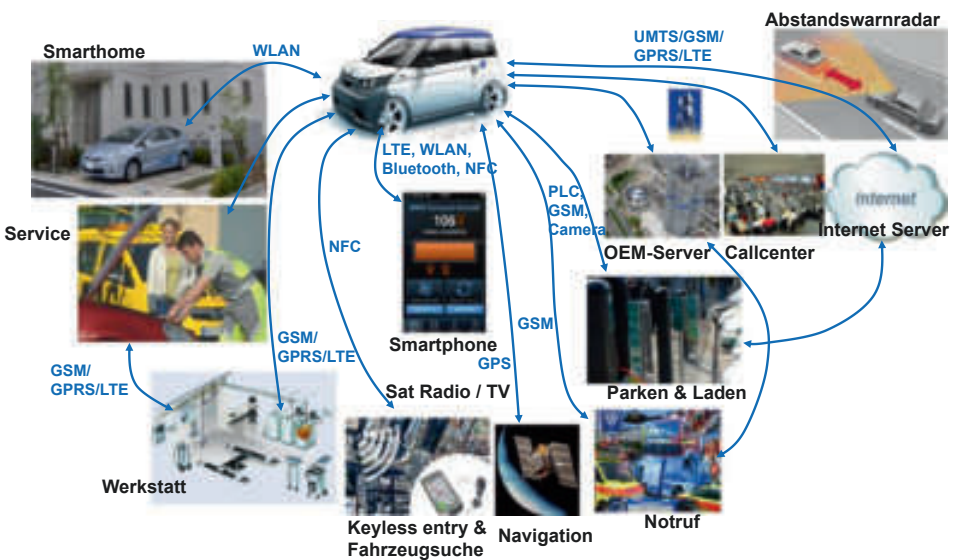 Abstandswarnradar
Smarthome
WLAN
UMTS/GSM/
GPRS/LTE
LTE, WLAN,
Bluetooth, NFC
Internet
PLC,
GSM,
Camera
Service
NFC
OEM-Server
Callcenter
Internet Server
GSM/
GPRS/LTE
GSM
Smartphone
GSM/
GPRS/LTE
GPS
Sat Radio / TV
Parken & Laden
Werkstatt
Keyless entry &
Fahrzeugsuche
Navigation
Notruf